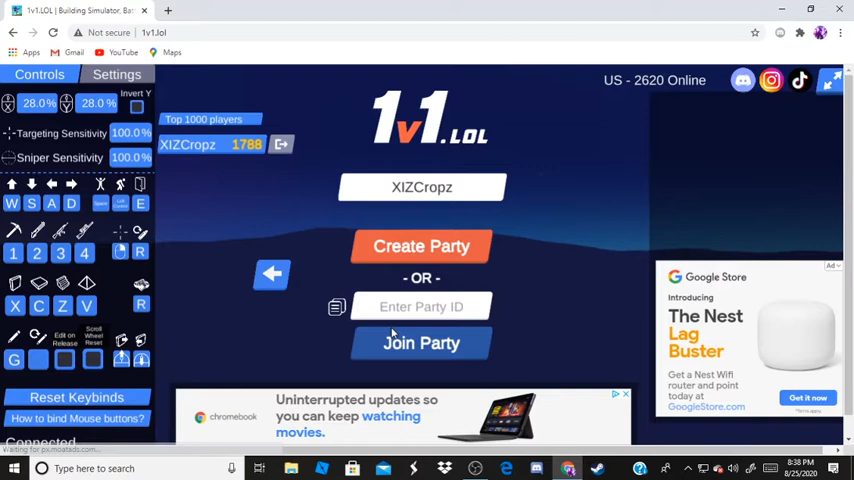 1v1.LOL | Building Simulator, Bat
Not secure | 1v1.lol
Apps Gmail YouTube Maps
Controls Settings
US - 2620 Online
X 28.0% Y 28.0% Invert Y
Targeting Sensitivity 100.0%
Sniper Sensitivity 100.0%
Top 1000 players
XIZCropz 1788
1v1.LOL
XIZCropz
W S A D Space Left Control E
1 2 3 4 R
X C Z V R
Edit on Release
Scroll Wheel Reset
G
Create Party
- OR -
Enter Party ID
Join Party
Reset Keybinds
How to bind Mouse buttons?
Connected
Ad
Google Store
Introducing
The Nest
Lag
Buster
Get a Nest Wifi
router and point
today at
GoogleStore.com
Get it now
chromebook
Uninterrupted updates so
you can keep watching
movies.
Waiting for px.moatads.com...
Type here to search
8:38 PM
8/25/2020